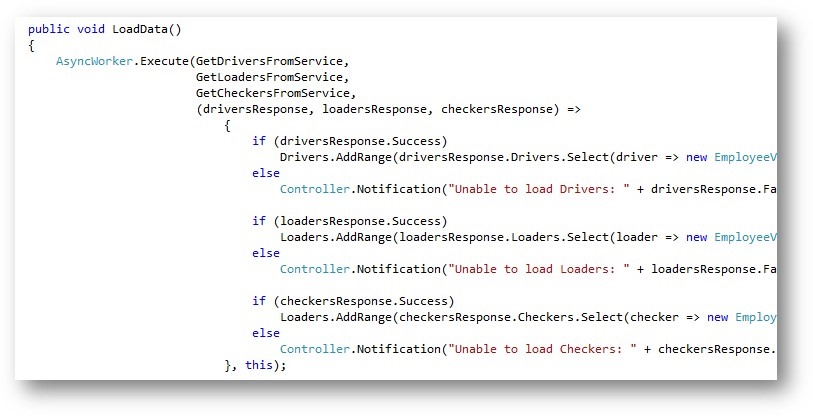 public void LoadData()
{
    AsyncWorker.Execute(GetDriversFromService,
                        GetLoadersFromService,
                        GetCheckersFromService,
                        (driversResponse, loadersResponse, checkersResponse) =>
                            {
                                if (driversResponse.Success)
                                    Drivers.AddRange(driversResponse.Drivers.Select(driver => new EmployeeV
                                else
                                    Controller.Notification("Unable to load Drivers: " + driversResponse.Fa

                                if (loadersResponse.Success)
                                    Loaders.AddRange(loadersResponse.Loaders.Select(loader => new EmployeeV
                                else
                                    Controller.Notification("Unable to load Loaders: " + loadersResponse.Fa

                                if (checkersResponse.Success)
                                    Loaders.AddRange(checkersResponse.Checkers.Select(checker => new Employ
                                else
                                    Controller.Notification("Unable to load Checkers: " + checkersResponse.
                            }, this);